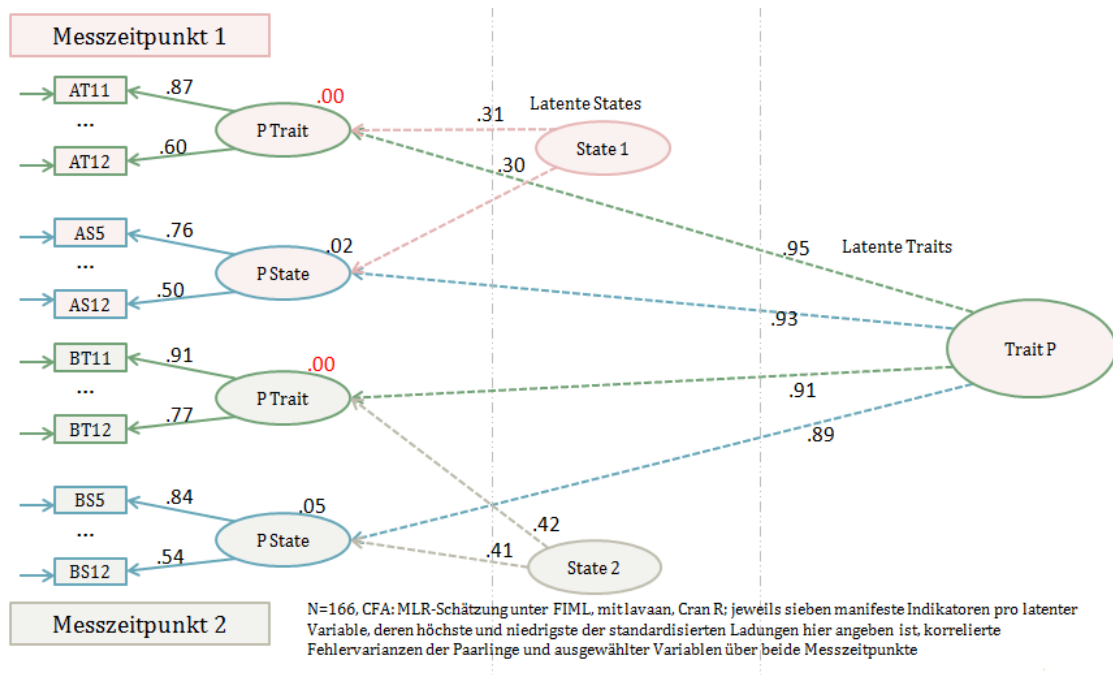 Messzeitpunkt 1
AT11
.87
...
P Trait
.00
AT12
.60
Latente States
.31
State 1
.30
AS5
.76
...
P State
.02
AS12
.50
.95
Latente Traits
.93
Trait P
BT11
.91
...
P Trait
.00
BT12
.77
.91
.89
BS5
.84
...
P State
.05
BS12
.54
.42
.41
State 2
Messzeitpunkt 2
N=166, CFA: MLR-Schätzung unter FIML, mit lavaan, Cran R; jeweils sieben manifeste Indikatoren pro latenter
Variable, deren höchste und niedrigste der standardisierten Ladungen hier angeben ist, korrelierte
Fehlervarianzen der Paarlinge und ausgewählter Variablen über beide Messzeitpunkte